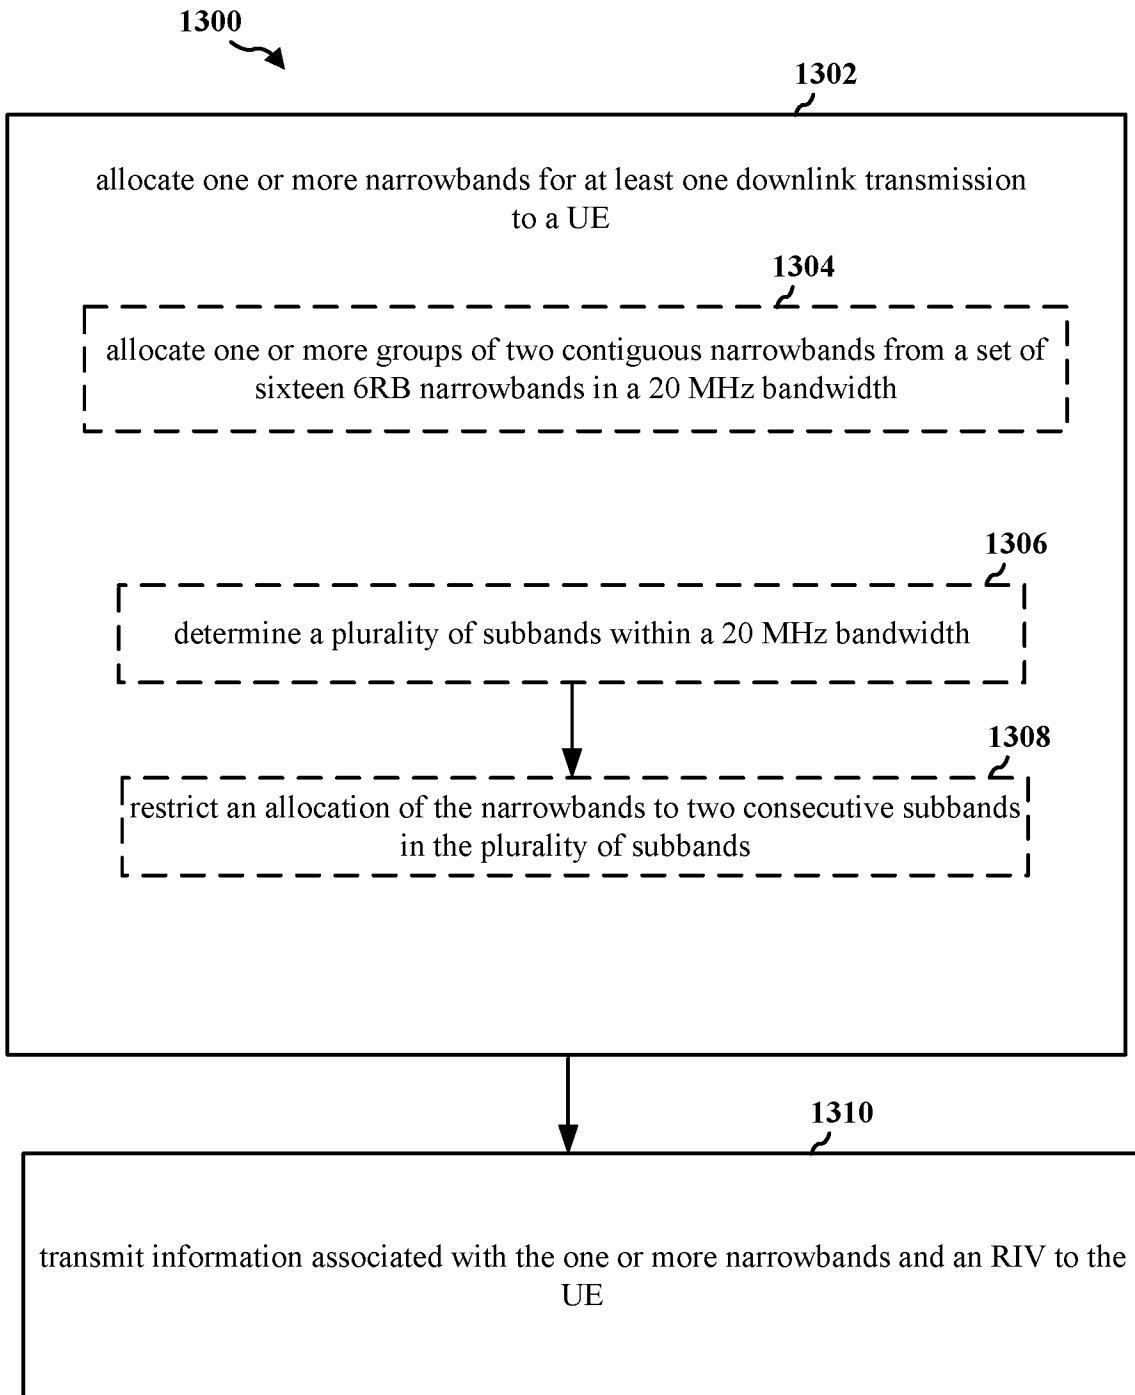 1300
1302
allocate one or more narrowbands for at least one downlink transmission
to a UE
1304
allocate one or more groups of two contiguous narrowbands from a set of
sixteen 6RB narrowbands in a 20 MHz bandwidth
1306
determine a plurality of subbands within a 20 MHz bandwidth
1308
restrict an allocation of the narrowbands to two consecutive subbands
in the plurality of subbands
1310
transmit information associated with the one or more narrowbands and an RIV to the
UE